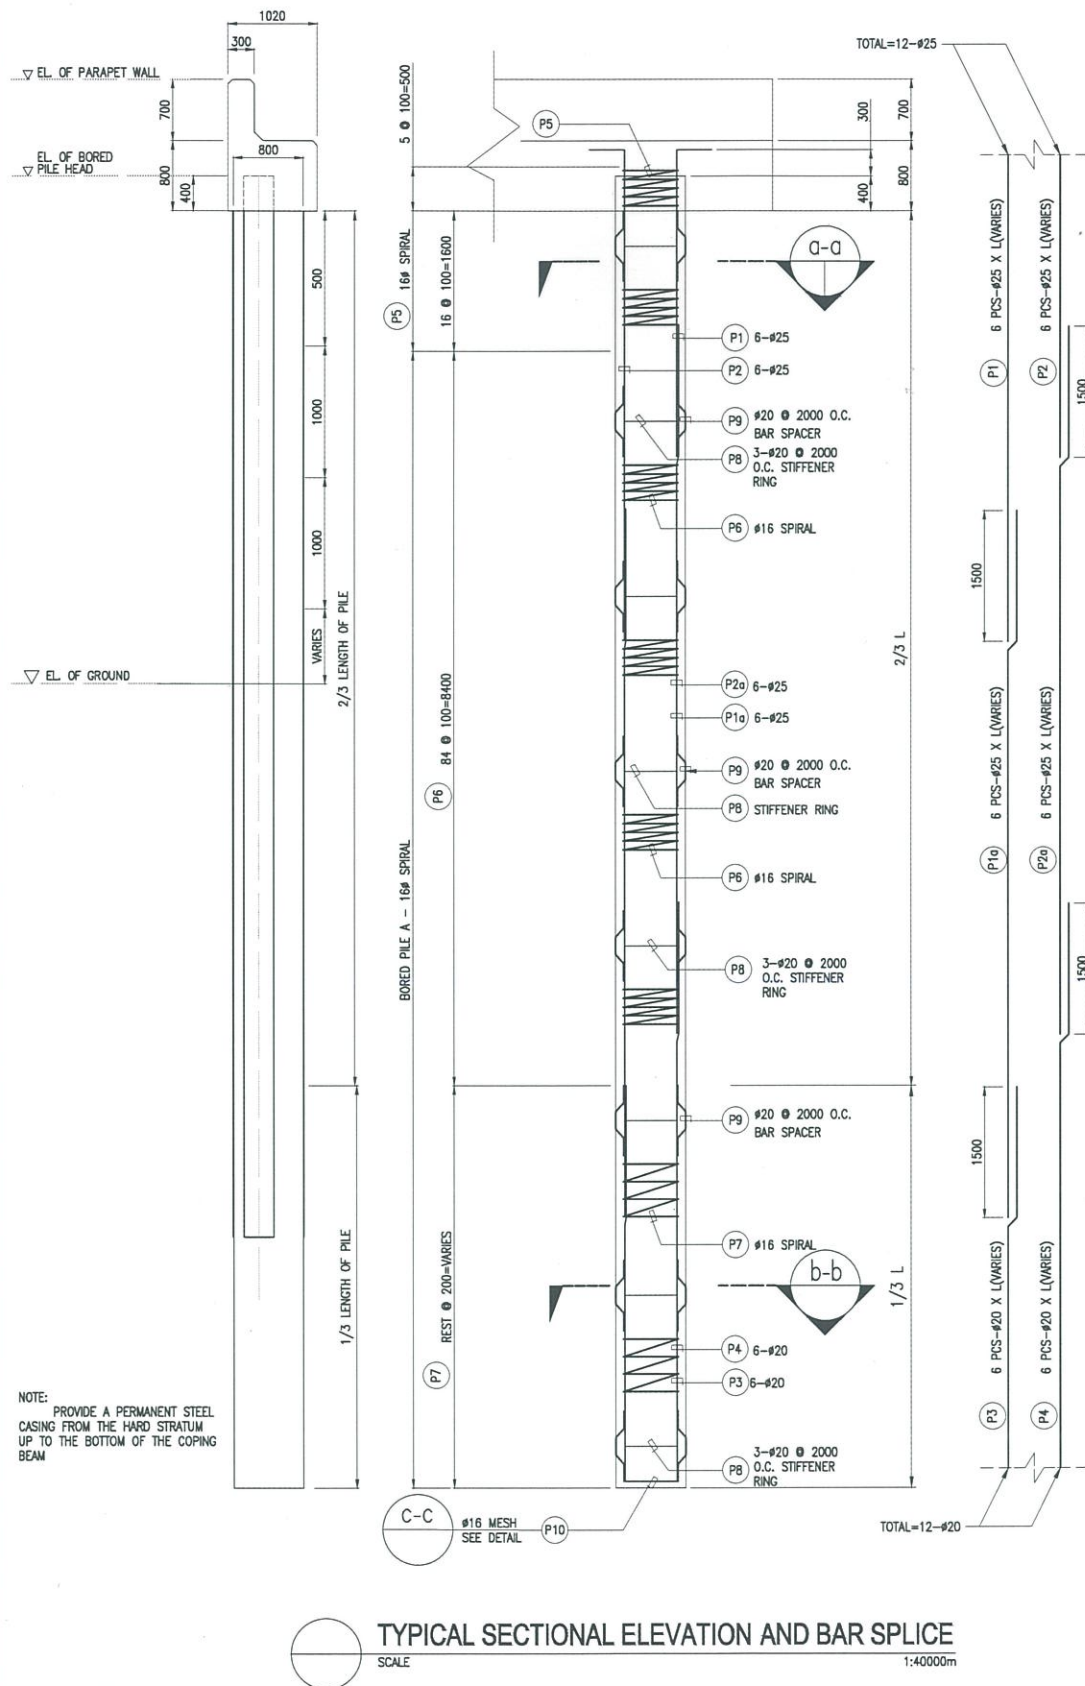 1020
300
EL. OF PARAPET WALL
700
EL. OF BORED
PILE HEAD
800
800
400
500
1000
1000
VARIES
2/3 LENGTH OF PILE
EL. OF GROUND
1/3 LENGTH OF PILE
NOTE:
PROVIDE A PERMANENT STEEL
CASING FROM THE HARD STRATUM
UP TO THE BOTTOM OF THE COPING
BEAM
5 @ 100=500
P5 16ø SPIRAL
16 @ 100=1600
BORED PILE A - 16ø SPIRAL
P6 84 @ 100=8400
P7 REST @ 200=VARIES
P5
300
400
700
800
a-a
P1 6-ø25
P2 6-ø25
P9 ø20 @ 2000 O.C.
BAR SPACER
P8 3-ø20 @ 2000
O.C. STIFFENER
RING
P6 ø16 SPIRAL
P2a 6-ø25
P1a 6-ø25
P9 ø20 @ 2000 O.C.
BAR SPACER
P8 STIFFENER RING
P6 ø16 SPIRAL
P8 3-ø20 @ 2000
O.C. STIFFENER
RING
P9 ø20 @ 2000 O.C.
BAR SPACER
P7 ø16 SPIRAL
b-b
P4 6-ø20
P3 6-ø20
P8 3-ø20 @ 2000
O.C. STIFFENER
RING
C-C
ø16 MESH
SEE DETAIL
P10
2/3 L
1/3 L
TOTAL=12-ø25
P1 6 PCS-ø25 X L(VARIES)
P2 6 PCS-ø25 X L(VARIES)
1500
1500
P1a 6 PCS-ø25 X L(VARIES)
P2a 6 PCS-ø25 X L(VARIES)
1500
1500
P3 6 PCS-ø20 X L(VARIES)
P4 6 PCS-ø20 X L(VARIES)
TOTAL=12-ø20
TYPICAL SECTIONAL ELEVATION AND BAR SPLICE
SCALE 1:40000m